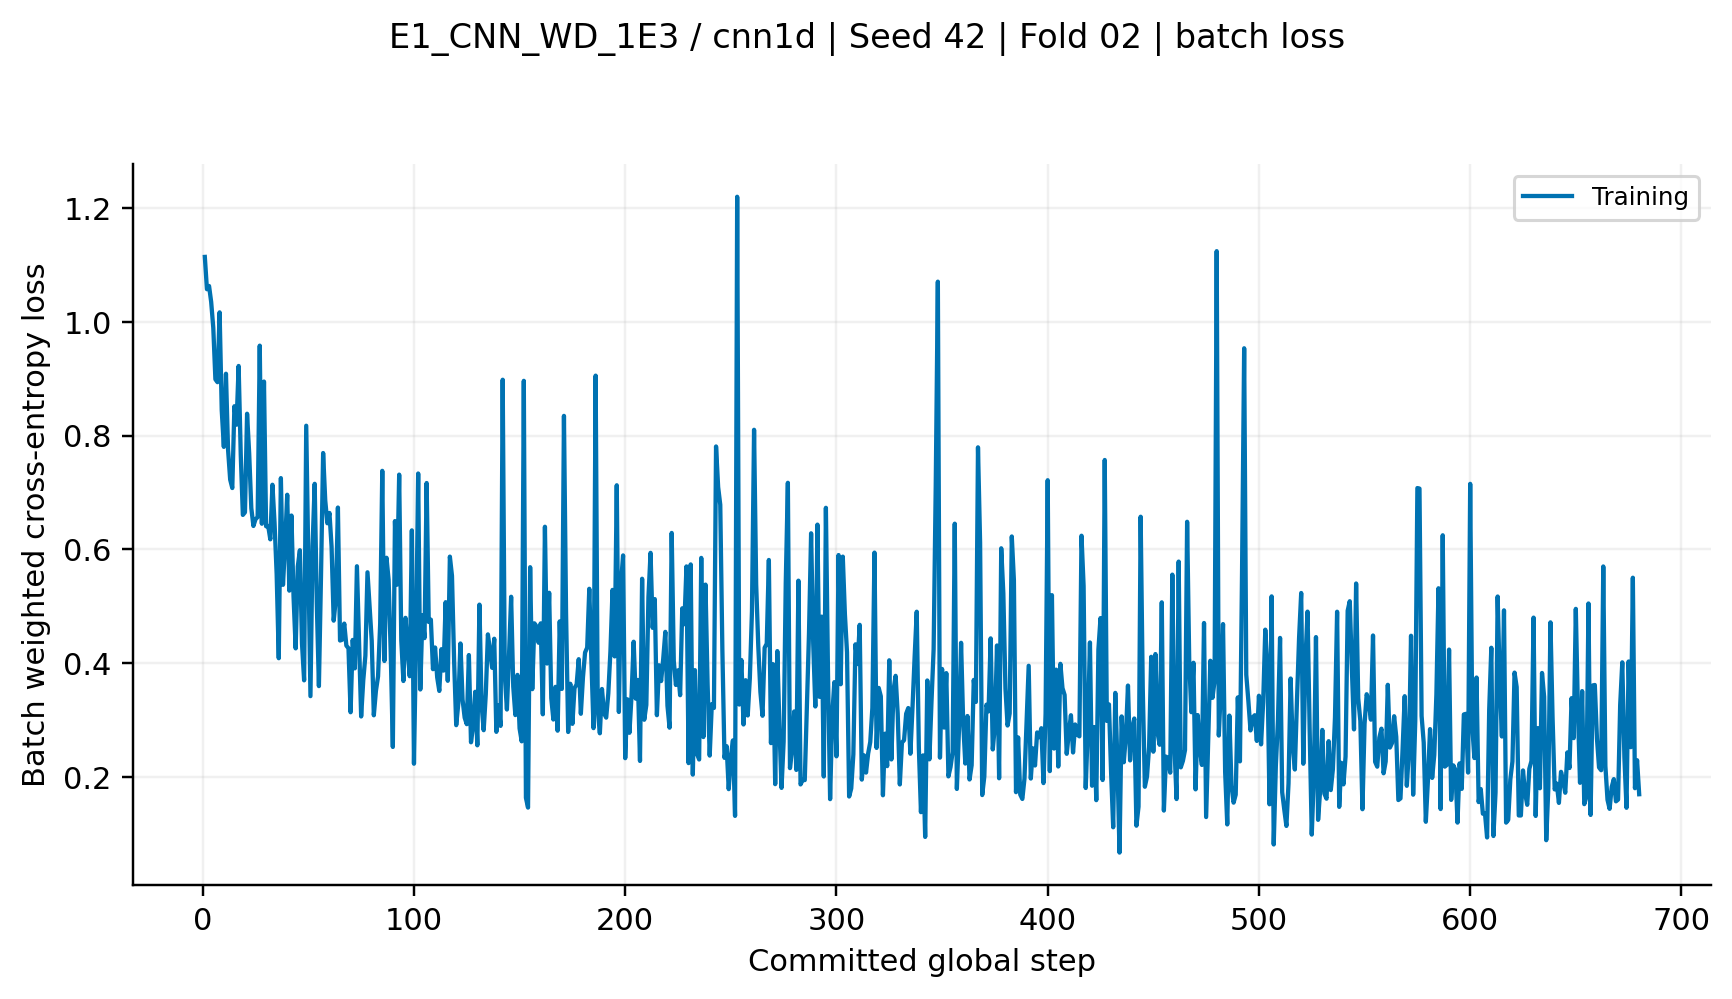 E1_CNN_WD_1E3 / cnn1d | Seed 42 | Fold 02 | batch loss
Training
Batch weighted cross-entropy loss
1.2
1.0
0.8
0.6
0.4
0.2
0 100 200 300 400 500 600 700
Committed global step